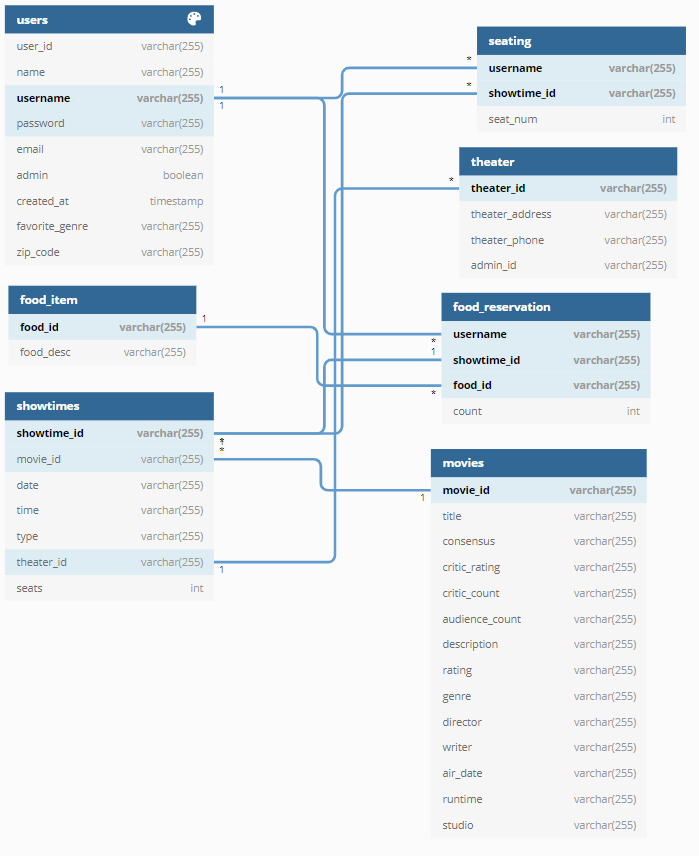 users
user_id varchar(255)
name varchar(255)
username varchar(255)
password varchar(255)
email varchar(255)
admin boolean
created_at timestamp
favorite_genre varchar(255)
zip_code varchar(255)
1
1
food_item
food_id varchar(255)
food_desc varchar(255)
1
showtimes
showtime_id varchar(255)
movie_id varchar(255)
date varchar(255)
time varchar(255)
type varchar(255)
theater_id varchar(255)
seats int
*
*
1
seating
username varchar(255)
showtime_id varchar(255)
seat_num int
*
*
theater
theater_id varchar(255)
theater_address varchar(255)
theater_phone varchar(255)
admin_id varchar(255)
*
food_reservation
username varchar(255)
showtime_id varchar(255)
food_id varchar(255)
count int
*
1
*
movies
movie_id varchar(255)
title varchar(255)
consensus varchar(255)
critic_rating varchar(255)
critic_count varchar(255)
audience_count varchar(255)
description varchar(255)
rating varchar(255)
genre varchar(255)
director varchar(255)
writer varchar(255)
air_date varchar(255)
runtime varchar(255)
studio varchar(255)
1